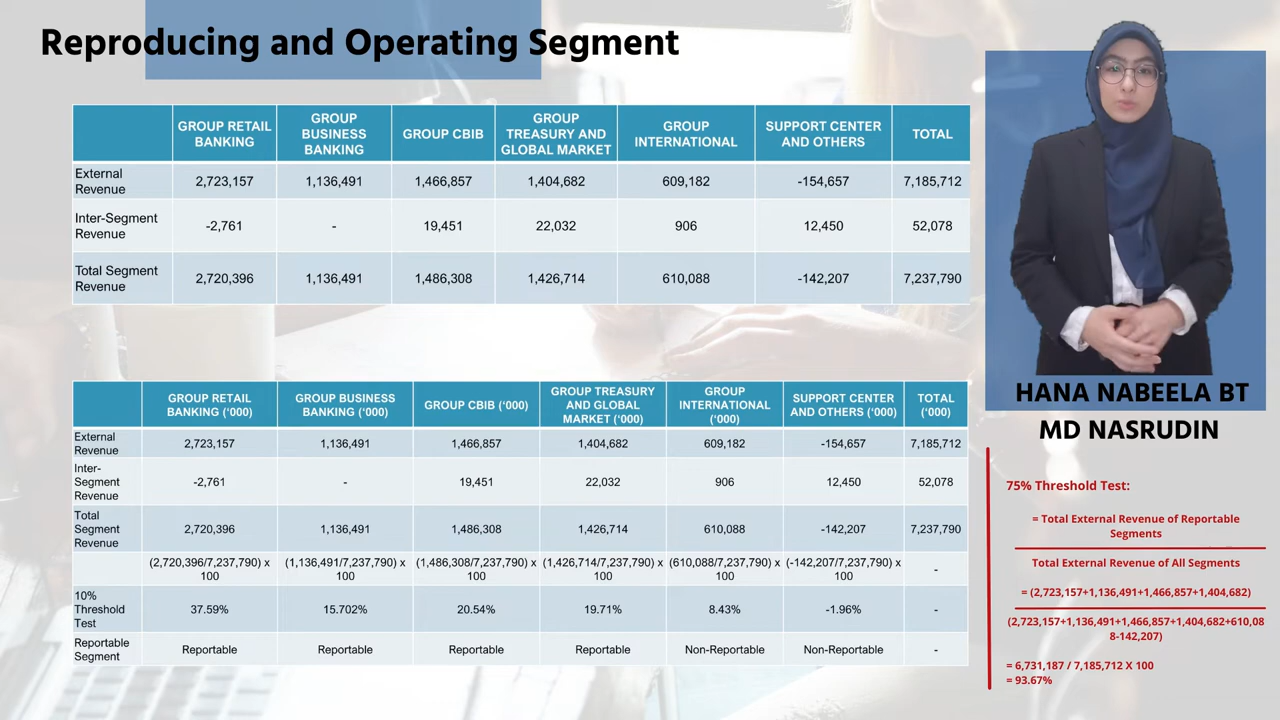 Reproducing and Operating Segment
GROUP RETAIL BANKING | GROUP BUSINESS BANKING | GROUP CBIB | GROUP TREASURY AND GLOBAL MARKET | GROUP INTERNATIONAL | SUPPORT CENTER AND OTHERS | TOTAL
External Revenue | 2,723,157 | 1,136,491 | 1,466,857 | 1,404,682 | 609,182 | -154,657 | 7,185,712
Inter-Segment Revenue | -2,761 | - | 19,451 | 22,032 | 906 | 12,450 | 52,078
Total Segment Revenue | 2,720,396 | 1,136,491 | 1,486,308 | 1,426,714 | 610,088 | -142,207 | 7,237,790
GROUP RETAIL BANKING (‘000) | GROUP BUSINESS BANKING (‘000) | GROUP CBIB (‘000) | GROUP TREASURY AND GLOBAL MARKET (‘000) | GROUP INTERNATIONAL (‘000) | SUPPORT CENTER AND OTHERS (‘000) | TOTAL (‘000)
External Revenue | 2,723,157 | 1,136,491 | 1,466,857 | 1,404,682 | 609,182 | -154,657 | 7,185,712
Inter-Segment Revenue | -2,761 | - | 19,451 | 22,032 | 906 | 12,450 | 52,078
Total Segment Revenue | 2,720,396 | 1,136,491 | 1,486,308 | 1,426,714 | 610,088 | -142,207 | 7,237,790
(2,720,396/7,237,790) x 100 | (1,136,491/7,237,790) x 100 | (1,486,308/7,237,790) x 100 | (1,426,714/7,237,790) x 100 | (610,088/7,237,790) x 100 | (-142,207/7,237,790) x 100 | -
10% Threshold Test | 37.59% | 15.702% | 20.54% | 19.71% | 8.43% | -1.96% | -
Reportable Segment | Reportable | Reportable | Reportable | Reportable | Non-Reportable | Non-Reportable | -
HANA NABEELA BT
MD NASRUDIN
75% Threshold Test:
= Total External Revenue of Reportable
Segments
Total External Revenue of All Segments
= (2,723,157+1,136,491+1,466,857+1,404,682)
(2,723,157+1,136,491+1,466,857+1,404,682+610,08
8-142,207)
= 6,731,187 / 7,185,712 X 100
= 93.67%